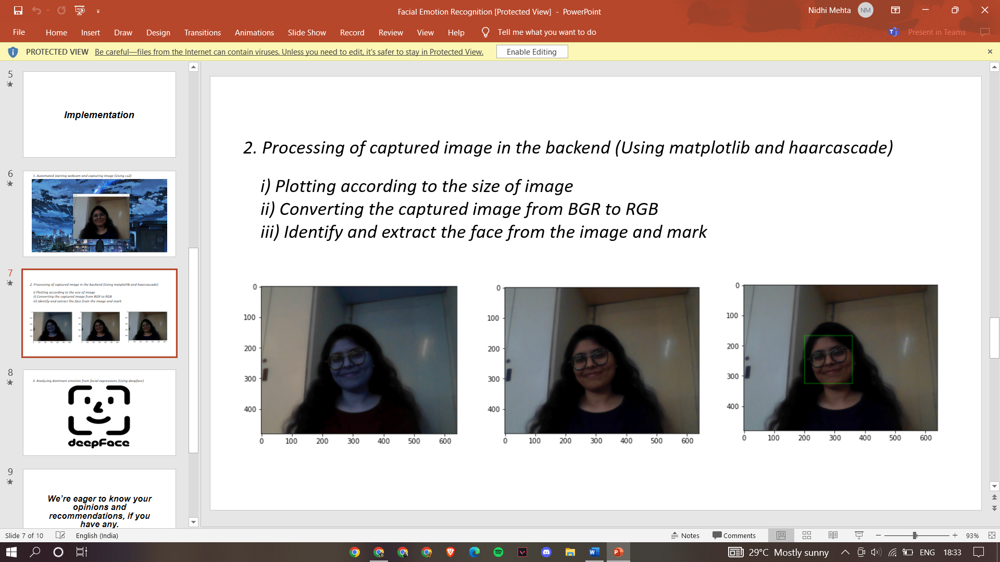 Facial Emotion Recognition [Protected View] - PowerPoint
Nidhi Mehta
NM
File
Home
Insert
Draw
Design
Transitions
Animations
Slide Show
Record
Review
View
Help
Tell me what you want to do
Present in Teams
PROTECTED VIEW Be careful—files from the Internet can contain viruses. Unless you need to edit, it's safer to stay in Protected View.
Enable Editing
5
Implementation
6
1. Automated starting webcam and capturing image (Using cv2)
7
2. Processing of captured image in the backend (Using matplotlib and haarcascade)
i) Plotting according to the size of image
ii) Converting the captured image from BGR to RGB
iii) Identify and extract the face from the image and mark
8
3. Analyzing dominant emotion from facial expressions (Using deepface)
deepFace
9
We're eager to know your
opinions and
recommendations, if you
have any.
2. Processing of captured image in the backend (Using matplotlib and haarcascade)
i) Plotting according to the size of image
ii) Converting the captured image from BGR to RGB
iii) Identify and extract the face from the image and mark
0
100
200
300
400
0 100 200 300 400 500 600
0
100
200
300
400
0 100 200 300 400 500 600
0
100
200
300
400
0 100 200 300 400 500 600
Slide 7 of 10
English (India)
Notes
Comments
93%
29°C Mostly sunny
ENG
18:33